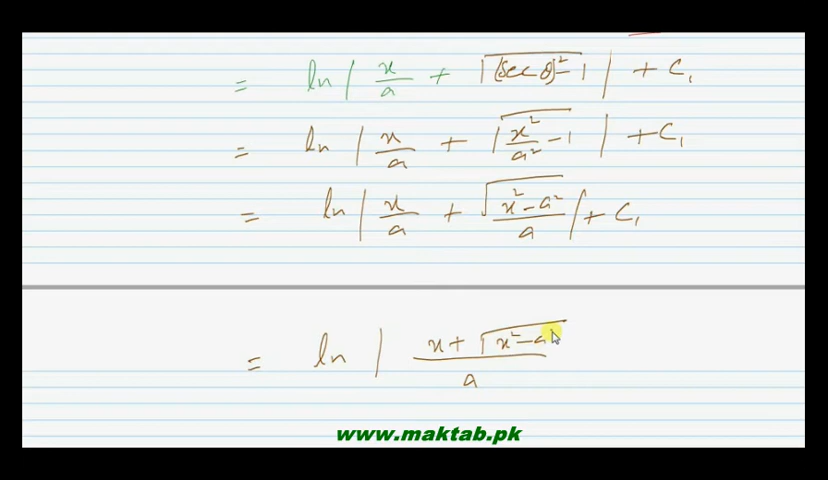 = ln | x/a + √((Sec θ)² - 1) | + C₁
= ln | x/a + √(x²/a² - 1) | + C₁
= ln | x/a + √(x² - a²)/a | + C₁
= ln | (x + √(x² - a))/a
www.maktab.pk